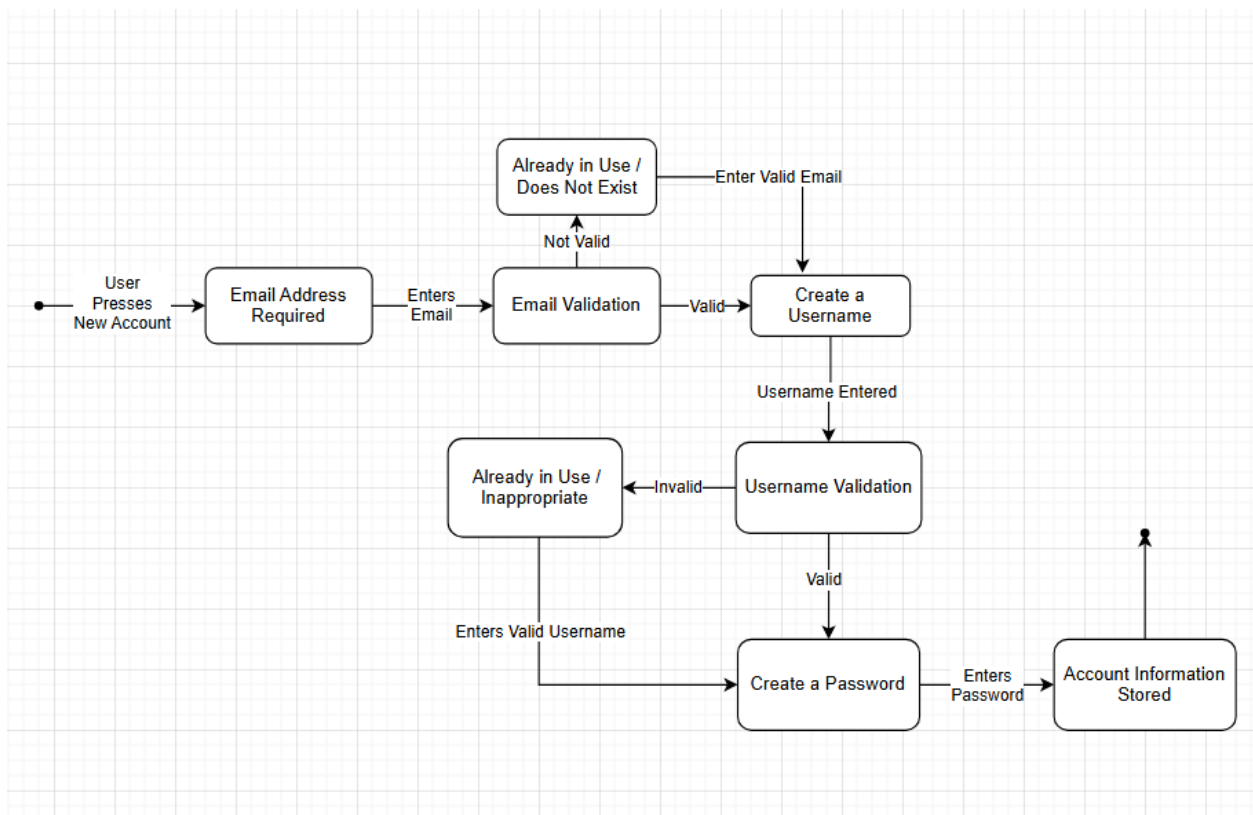 Already in Use /
Does Not Exist
Enter Valid Email
Not Valid
User
Presses
New Account
Email Address
Required
Enters
Email
Email Validation
Valid
Create a
Username
Username Entered
Already in Use /
Inappropriate
Invalid
Username Validation
Valid
Enters Valid Username
Create a Password
Enters
Password
Account Information
Stored